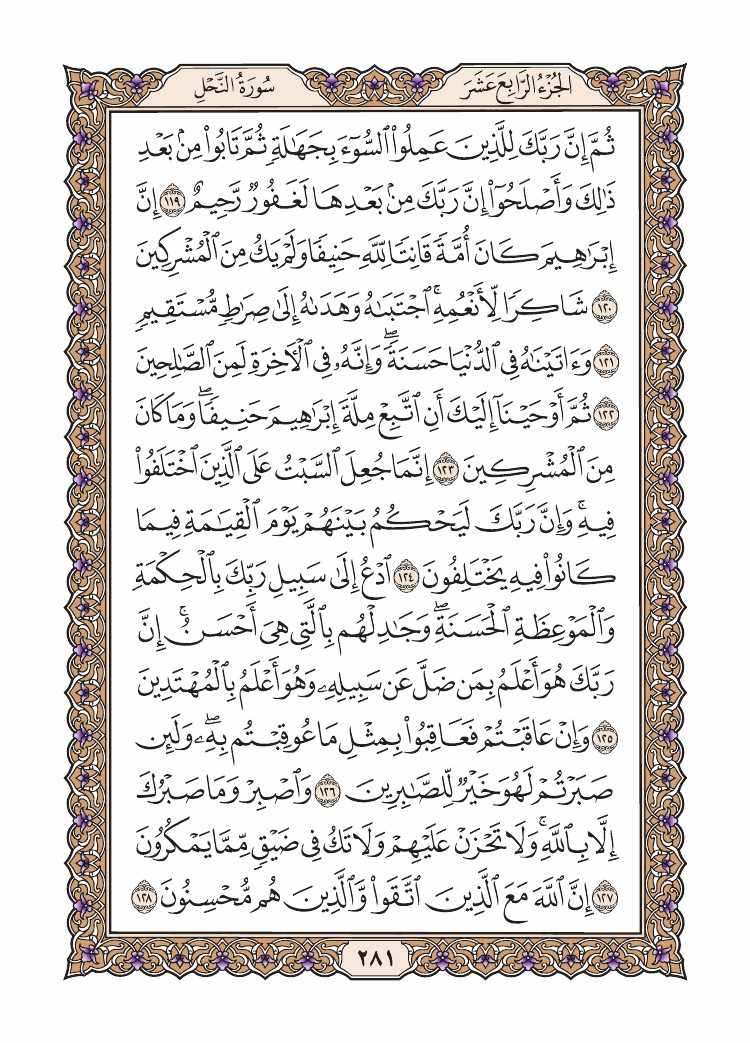 الجُزْءُ الرَّابِعَ عَشَرَ
سُورَةُ النَّحْلِ
ثُمَّ إِنَّ رَبَّكَ لِلَّذِينَ عَمِلُوا۟ ٱلسُّوٓءَ بِجَهَٰلَةٍ ثُمَّ تَابُوا۟ مِنۢ بَعْدِ
ذَٰلِكَ وَأَصْلَحُوٓا۟ إِنَّ رَبَّكَ مِنۢ بَعْدِهَا لَغَفُورٌ رَّحِيمٌ ١١٩ إِنَّ
إِبْرَٰهِيمَ كَانَ أُمَّةً قَانِتًا لِّلَّهِ حَنِيفًا وَلَمْ يَكُ مِنَ ٱلْمُشْرِكِينَ
١٢٠ شَاكِرًا لِّأَنْعُمِهِ ۚ ٱجْتَبَىٰهُ وَهَدَىٰهُ إِلَىٰ صِرَٰطٍ مُّسْتَقِيمٍ
١٢١ وَءَاتَيْنَٰهُ فِى ٱلدُّنْيَا حَسَنَةً ۖ وَإِنَّهُۥ فِى ٱلْءَاخِرَةِ لَمِنَ ٱلصَّٰلِحِينَ
١٢٢ ثُمَّ أَوْحَيْنَآ إِلَيْكَ أَنِ ٱتَّبِعْ مِلَّةَ إِبْرَٰهِيمَ حَنِيفًا ۖ وَمَا كَانَ
مِنَ ٱلْمُشْرِكِينَ ١٢٣ إِنَّمَا جُعِلَ ٱلسَّبْتُ عَلَى ٱلَّذِينَ ٱخْتَلَفُوا۟
فِيهِ ۚ وَإِنَّ رَبَّكَ لَيَحْكُمُ بَيْنَهُمْ يَوْمَ ٱلْقِيَٰمَةِ فِيمَا
كَانُوا۟ فِيهِ يَخْتَلِفُونَ ١٢٤ ٱدْعُ إِلَىٰ سَبِيلِ رَبِّكَ بِٱلْحِكْمَةِ
وَٱلْمَوْعِظَةِ ٱلْحَسَنَةِ ۖ وَجَٰدِلْهُم بِٱلَّتِى هِىَ أَحْسَنُ ۚ إِنَّ
رَبَّكَ هُوَ أَعْلَمُ بِمَن ضَلَّ عَن سَبِيلِهِۦ وَهُوَ أَعْلَمُ بِٱلْمُهْتَدِينَ
١٢٥ وَإِنْ عَاقَبْتُمْ فَعَاقِبُوا۟ بِمِثْلِ مَا عُوقِبْتُم بِهِۦ ۖ وَلَئِن
صَبَرْتُمْ لَهُوَ خَيْرٌ لِّلصَّٰبِرِينَ ١٢٦ وَٱصْبِرْ وَمَا صَبْرُكَ
إِلَّا بِٱللَّهِ ۚ وَلَا تَحْزَنْ عَلَيْهِمْ وَلَا تَكُ فِى ضَيْقٍ مِّمَّا يَمْكُرُونَ
١٢٧ إِنَّ ٱللَّهَ مَعَ ٱلَّذِينَ ٱتَّقَوا۟ وَّٱلَّذِينَ هُم مُّحْسِنُونَ ١٢٨
٢٨١